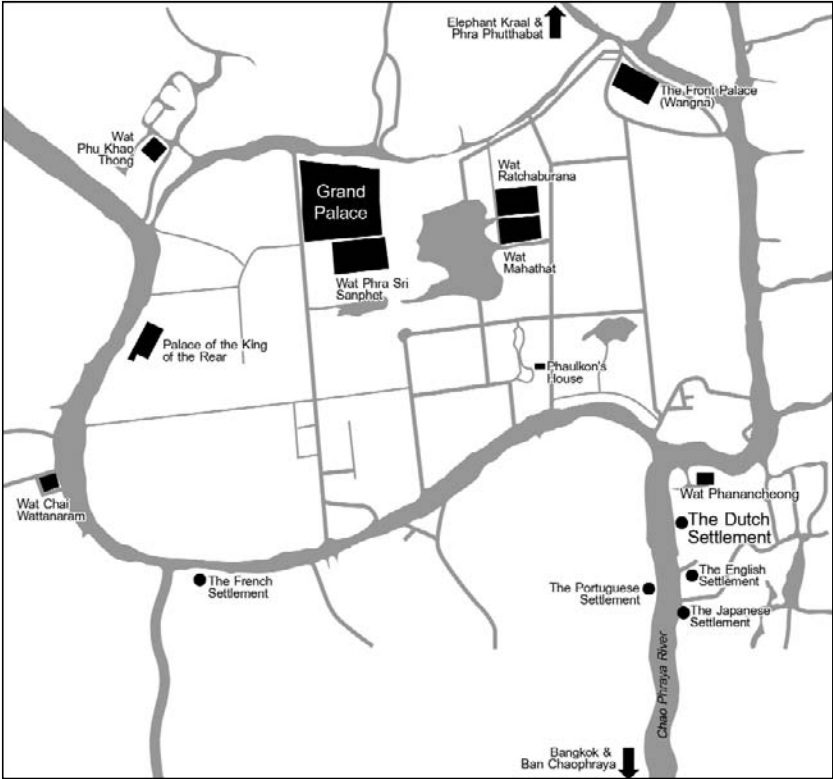 Elephant Kraal &
Phra Phutthabat
The Front Palace
(Wangna)
Wat
Phu Khao
Thong
Wat
Ratchaburana
Grand
Palace
Wat
Mahathat
Wat Phra Sri
Sanphet
Palace of the King
of the Rear
Phaulkon's
House
Wat Chai
Wattanaram
Wat Phanancheong
The Dutch
Settlement
The French
Settlement
The English
Settlement
The Portuguese
Settlement
The Japanese
Settlement
Chao Phraya River
Bangkok &
Ban Chaophraya